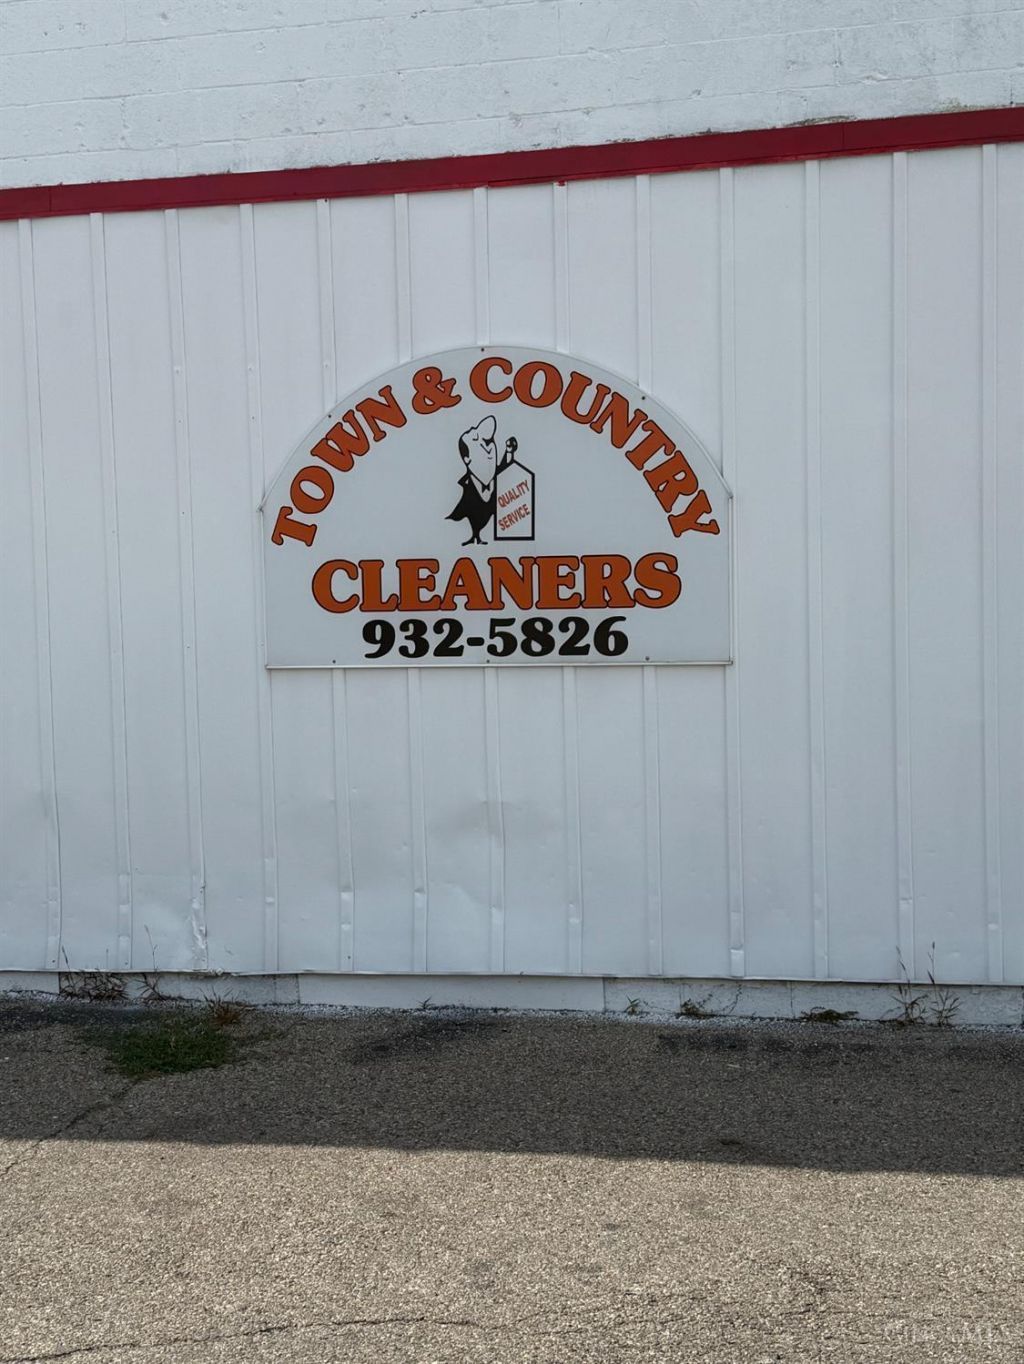 TOWN & COUNTRY
QUALITY
SERVICE
CLEANERS
932-5826